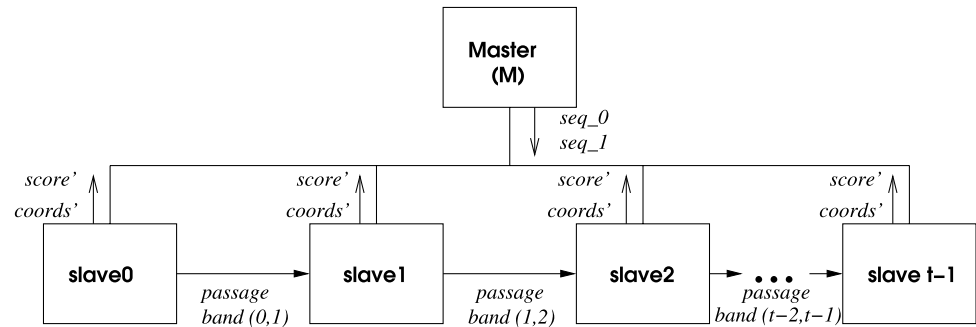 Master
(M)
seq_0
seq_1
score'
coords'
score'
coords'
score'
coords'
score'
coords'
slave0
slave1
slave2
...
slave t-1
passage
band (0,1)
passage
band (1,2)
passage
band (t-2,t-1)